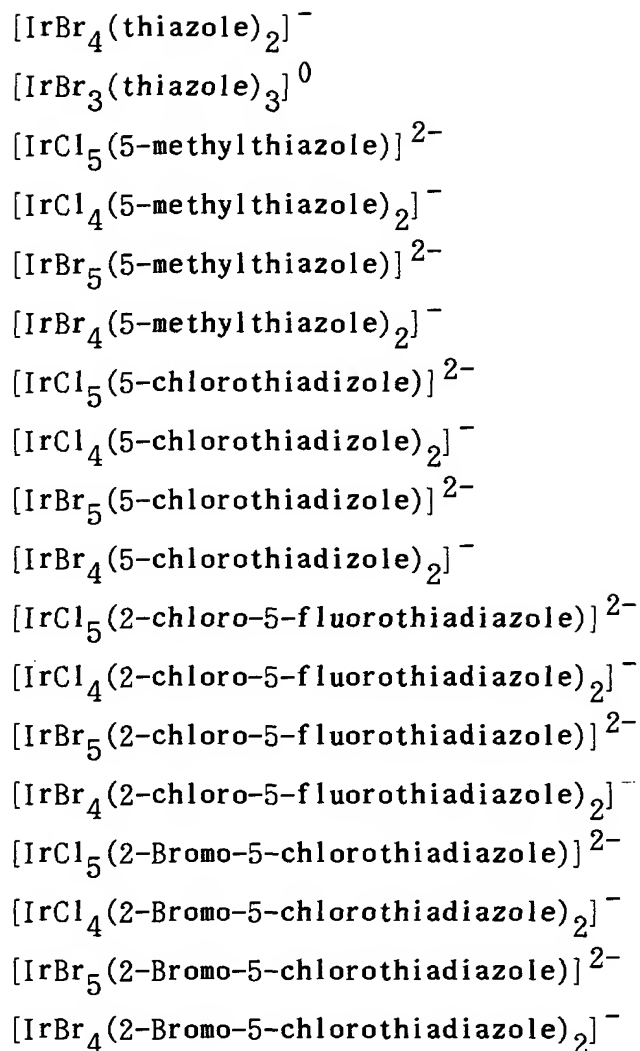 [IrBr₄(thiazole)₂]⁻
[IrBr₃(thiazole)₃]⁰
[IrCl₅(5-methylthiazole)]²⁻
[IrCl₄(5-methylthiazole)₂]⁻
[IrBr₅(5-methylthiazole)]²⁻
[IrBr₄(5-methylthiazole)₂]⁻
[IrCl₅(5-chlorothiadizole)]²⁻
[IrCl₄(5-chlorothiadizole)₂]⁻
[IrBr₅(5-chlorothiadizole)]²⁻
[IrBr₄(5-chlorothiadizole)₂]⁻
[IrCl₅(2-chloro-5-fluorothiadiazole)]²⁻
[IrCl₄(2-chloro-5-fluorothiadiazole)₂]⁻
[IrBr₅(2-chloro-5-fluorothiadiazole)]²⁻
[IrBr₄(2-chloro-5-fluorothiadiazole)₂]⁻
[IrCl₅(2-Bromo-5-chlorothiadiazole)]²⁻
[IrCl₄(2-Bromo-5-chlorothiadiazole)₂]⁻
[IrBr₅(2-Bromo-5-chlorothiadiazole)]²⁻
[IrBr₄(2-Bromo-5-chlorothiadiazole)₂]⁻